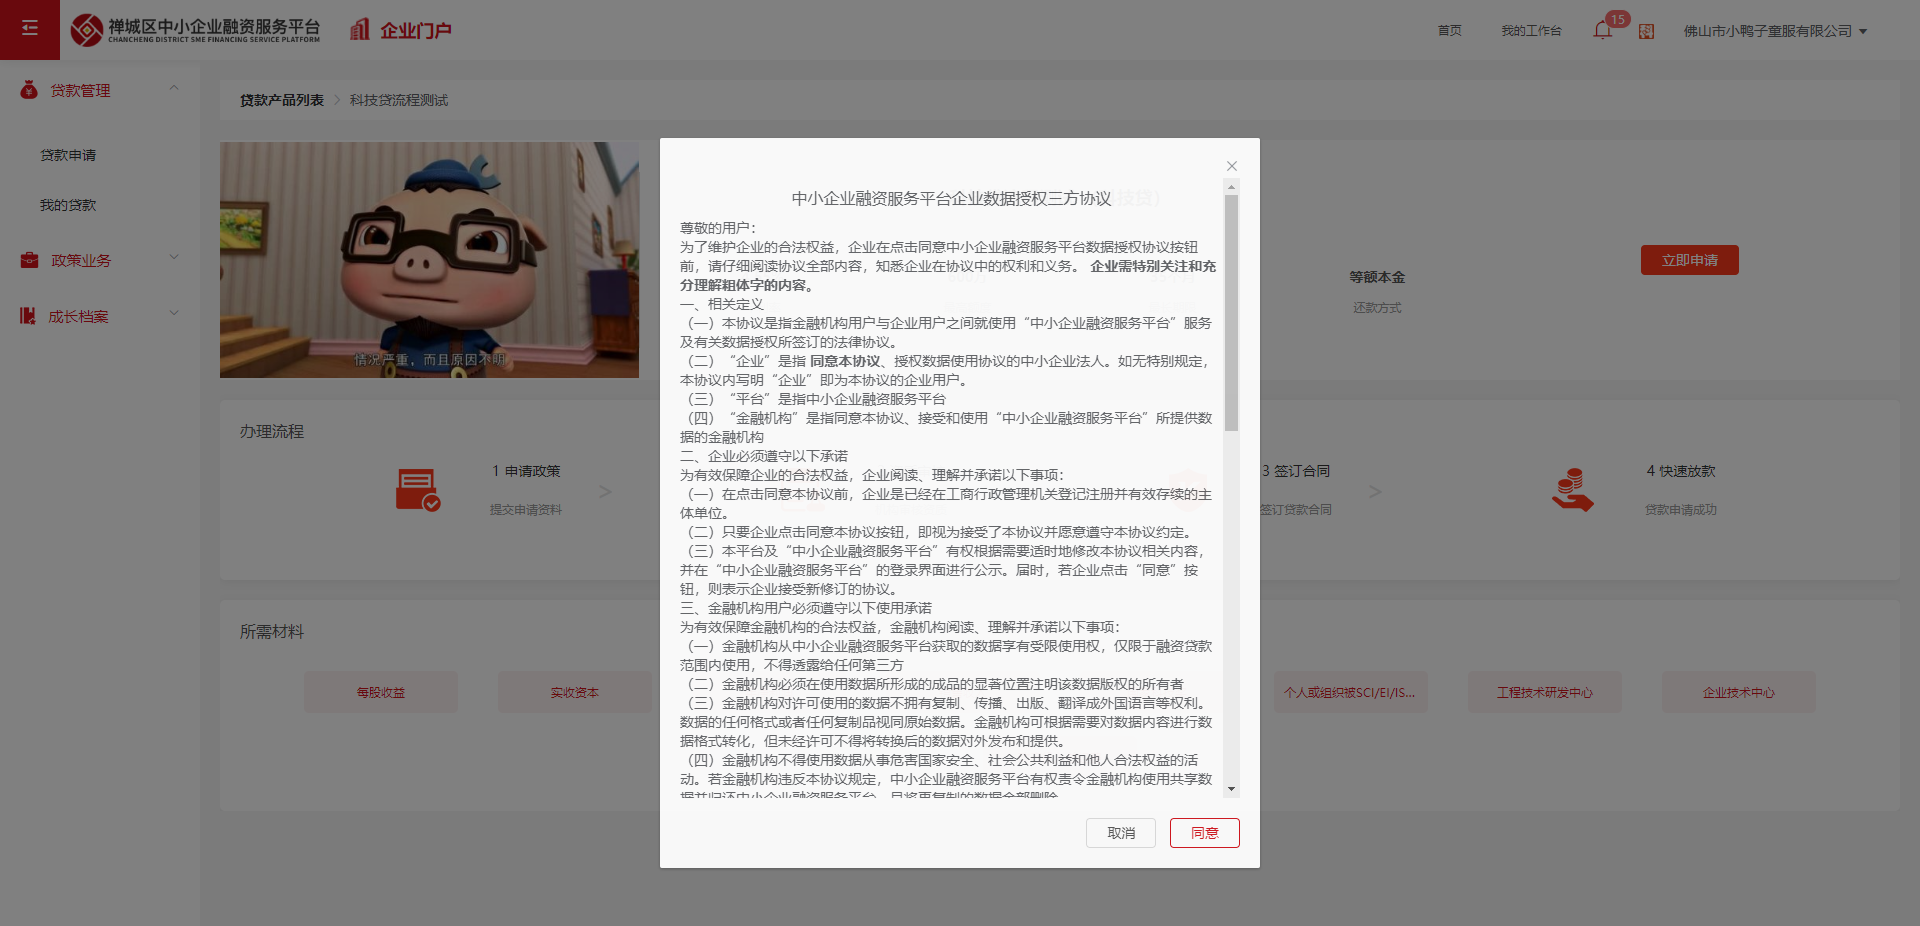 禅城区中小企业融资服务平台
CHANCHENG DISTRICT SME FINANCING SERVICE PLATFORM
企业门户
首页
我的工作台
15
佛山市小鸭子童服有限公司
贷款管理
贷款申请
我的贷款
政策业务
成长档案
贷款产品列表 > 科技贷流程测试
情况严重，而且原因不明
等额本金
还款方式
立即申请
办理流程
1 申请政策
提交申请资料
>
3 签订合同
签订贷款合同
>
4 快速放款
贷款申请成功
所需材料
每股收益
实收资本
个人或组织被SCI/EI/IS...
工程技术研发中心
企业技术中心
中小企业融资服务平台企业数据授权三方协议
尊敬的用户：
为了维护企业的合法权益，企业在点击同意中小企业融资服务平台数据授权协议按钮
前，请仔细阅读协议全部内容，知悉企业在协议中的权利和义务。 企业需特别关注和充
分理解粗体字的内容。
一、相关定义
（一）本协议是指金融机构用户与企业用户之间就使用“中小企业融资服务平台”服务
及有关数据授权所签订的法律协议。
（二）“企业”是指 同意本协议、授权数据使用协议的中小企业法人。如无特别规定，
本协议内写明“企业”即为本协议的企业用户。
（三）“平台”是指中小企业融资服务平台
（四）“金融机构”是指同意本协议、接受和使用“中小企业融资服务平台”所提供数
据的金融机构
二、企业必须遵守以下承诺
为有效保障企业的合法权益，企业阅读、理解并承诺以下事项：
（一）在点击同意本协议前，企业是已经在工商行政管理机关登记注册并有效存续的主
体单位。
（二）只要企业点击同意本协议按钮，即视为接受了本协议并愿意遵守本协议约定。
（三）本平台及“中小企业融资服务平台”有权根据需要适时地修改本协议相关内容，
并在“中小企业融资服务平台”的登录界面进行公示。届时，若企业点击“同意”按
钮，则表示企业接受新修订的协议。
三、金融机构用户必须遵守以下使用承诺
为有效保障金融机构的合法权益，金融机构阅读、理解并承诺以下事项：
（一）金融机构从中小企业融资服务平台获取的数据享有受限使用权，仅限于融资贷款
范围内使用，不得透露给任何第三方
（二）金融机构必须在使用数据所形成的成品的显著位置注明该数据版权的所有者
（三）金融机构对许可使用的数据不拥有复制、传播、出版、翻译成外国语言等权利。
数据的任何格式或者任何复制品视同原始数据。金融机构可根据需要对数据内容进行数
据格式转化，但未经许可不得将转换后的数据对外发布和提供。
（四）金融机构不得使用数据从事危害国家安全、社会公共利益和他人合法权益的活
动。若金融机构违反本协议规定，中小企业融资服务平台有权责令金融机构使用共享数
据并归还中小企业融资服务平台，且将再复制的数据全部删除
取消
同意